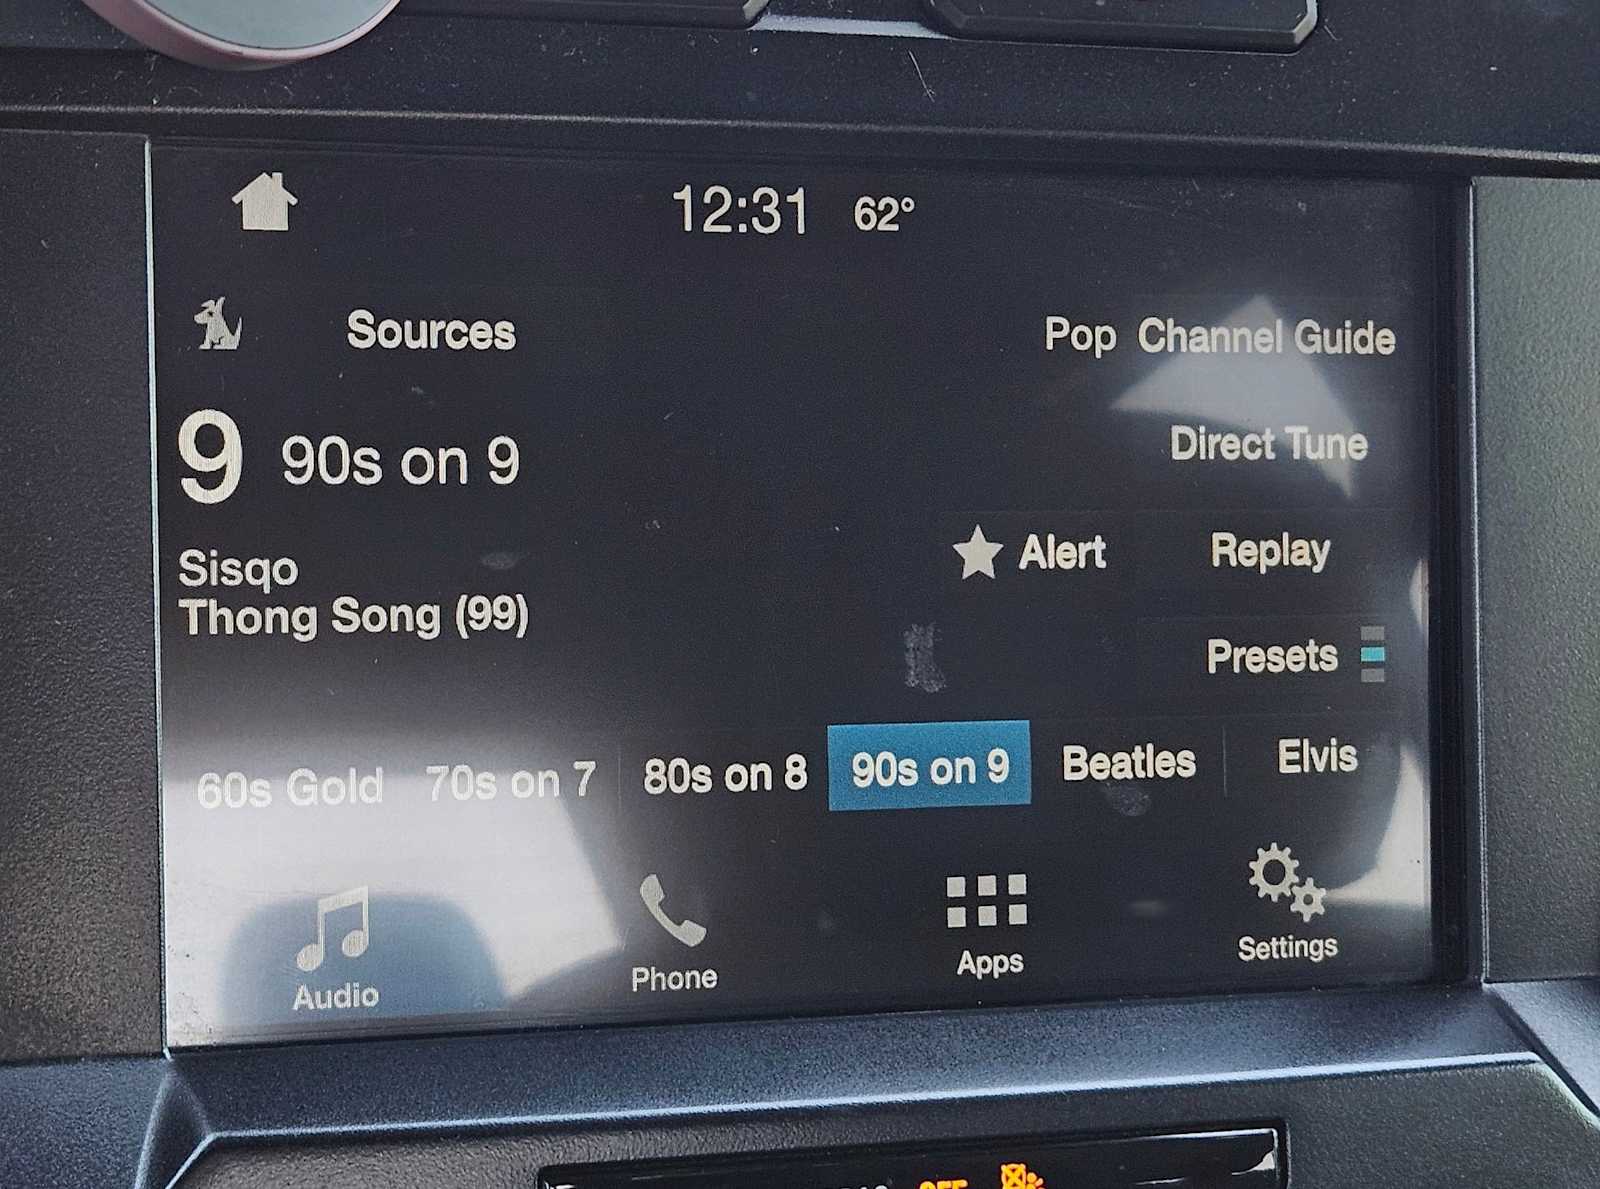 12:31 62°
Sources
Pop Channel Guide
9 90s on 9
Direct Tune
Sisqo
Thong Song (99)
Alert Replay
Presets
60s Gold 70s on 7 80s on 8 90s on 9 Beatles Elvis
Audio Phone Apps Settings
OFF